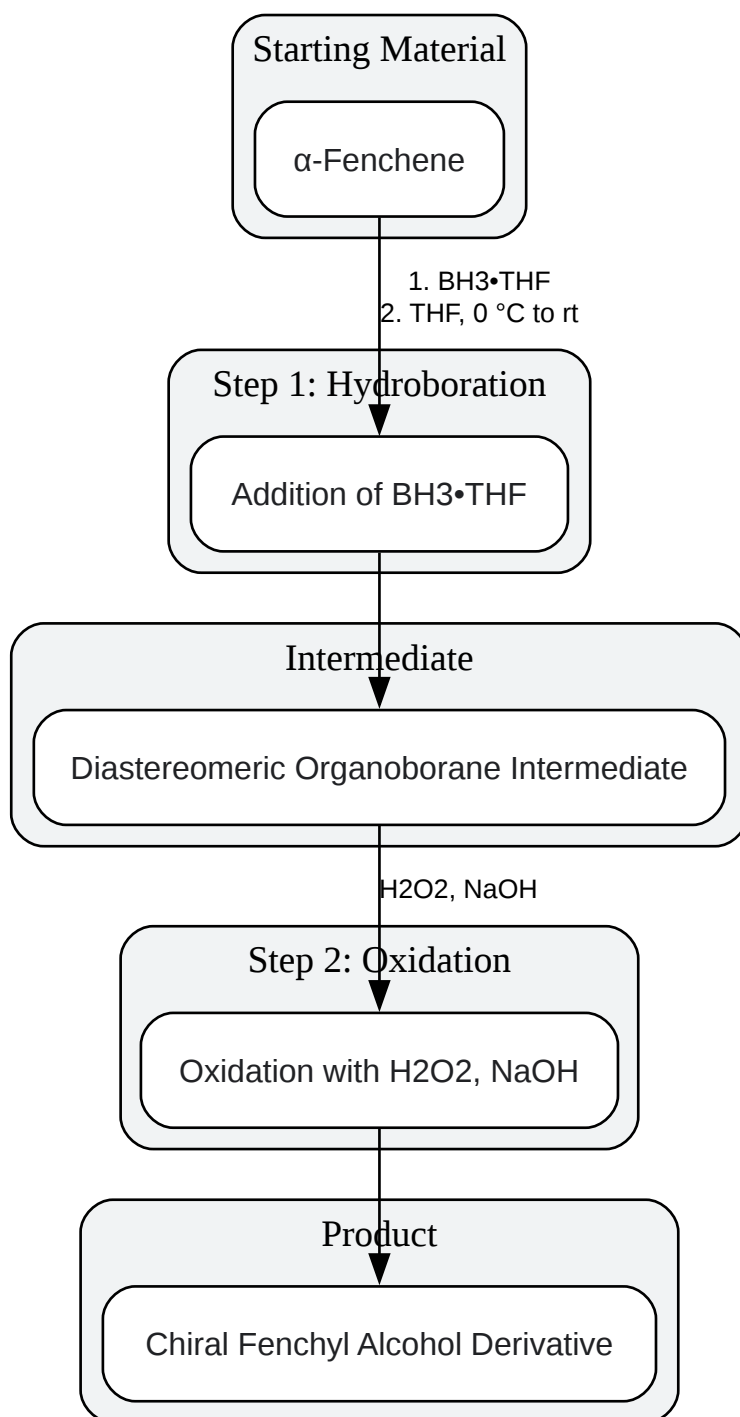 Starting Material
α-Fenchene
1. BH3•THF
2. THF, 0 °C to rt
Step 1: Hydroboration
Addition of BH3•THF
Intermediate
Diastereomeric Organoborane Intermediate
H2O2, NaOH
Step 2: Oxidation
Oxidation with H2O2, NaOH
Product
Chiral Fenchyl Alcohol Derivative